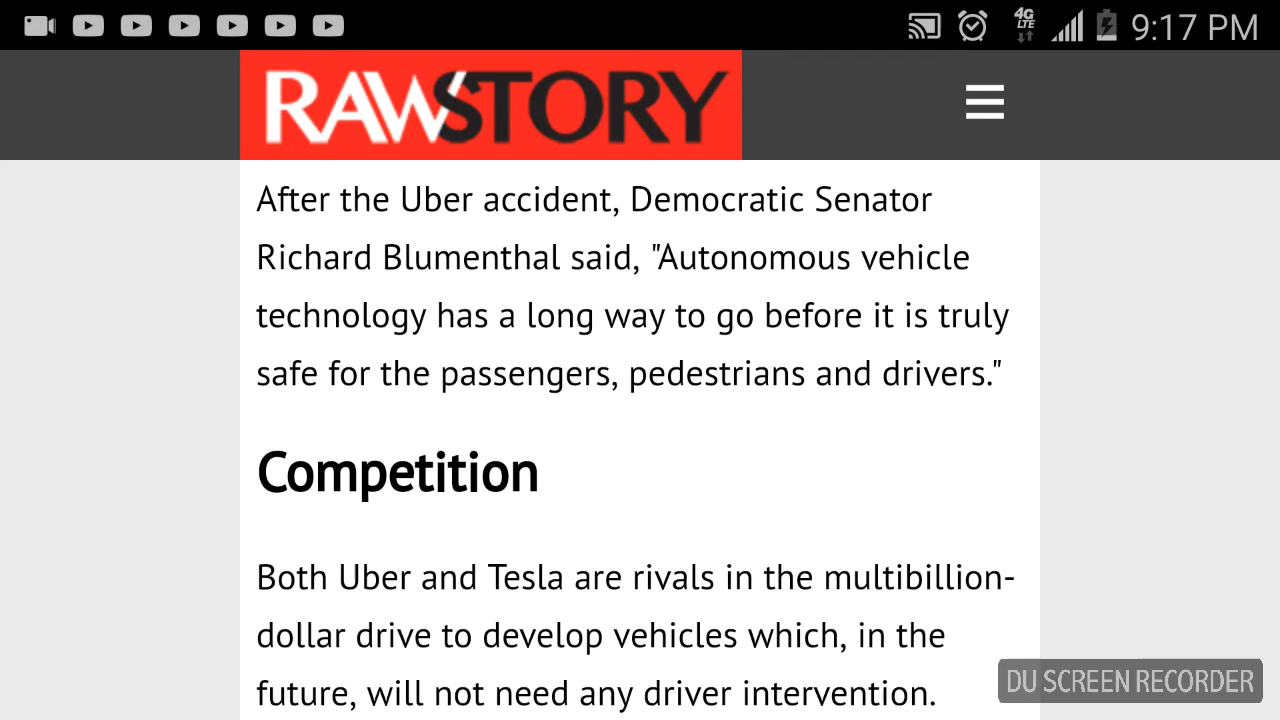 4G
LTE
9:17 PM
RAWSTORY
After the Uber accident, Democratic Senator
Richard Blumenthal said, "Autonomous vehicle
technology has a long way to go before it is truly
safe for the passengers, pedestrians and drivers."
Competition
Both Uber and Tesla are rivals in the multibillion-
dollar drive to develop vehicles which, in the
future, will not need any driver intervention.
DU SCREEN RECORDER